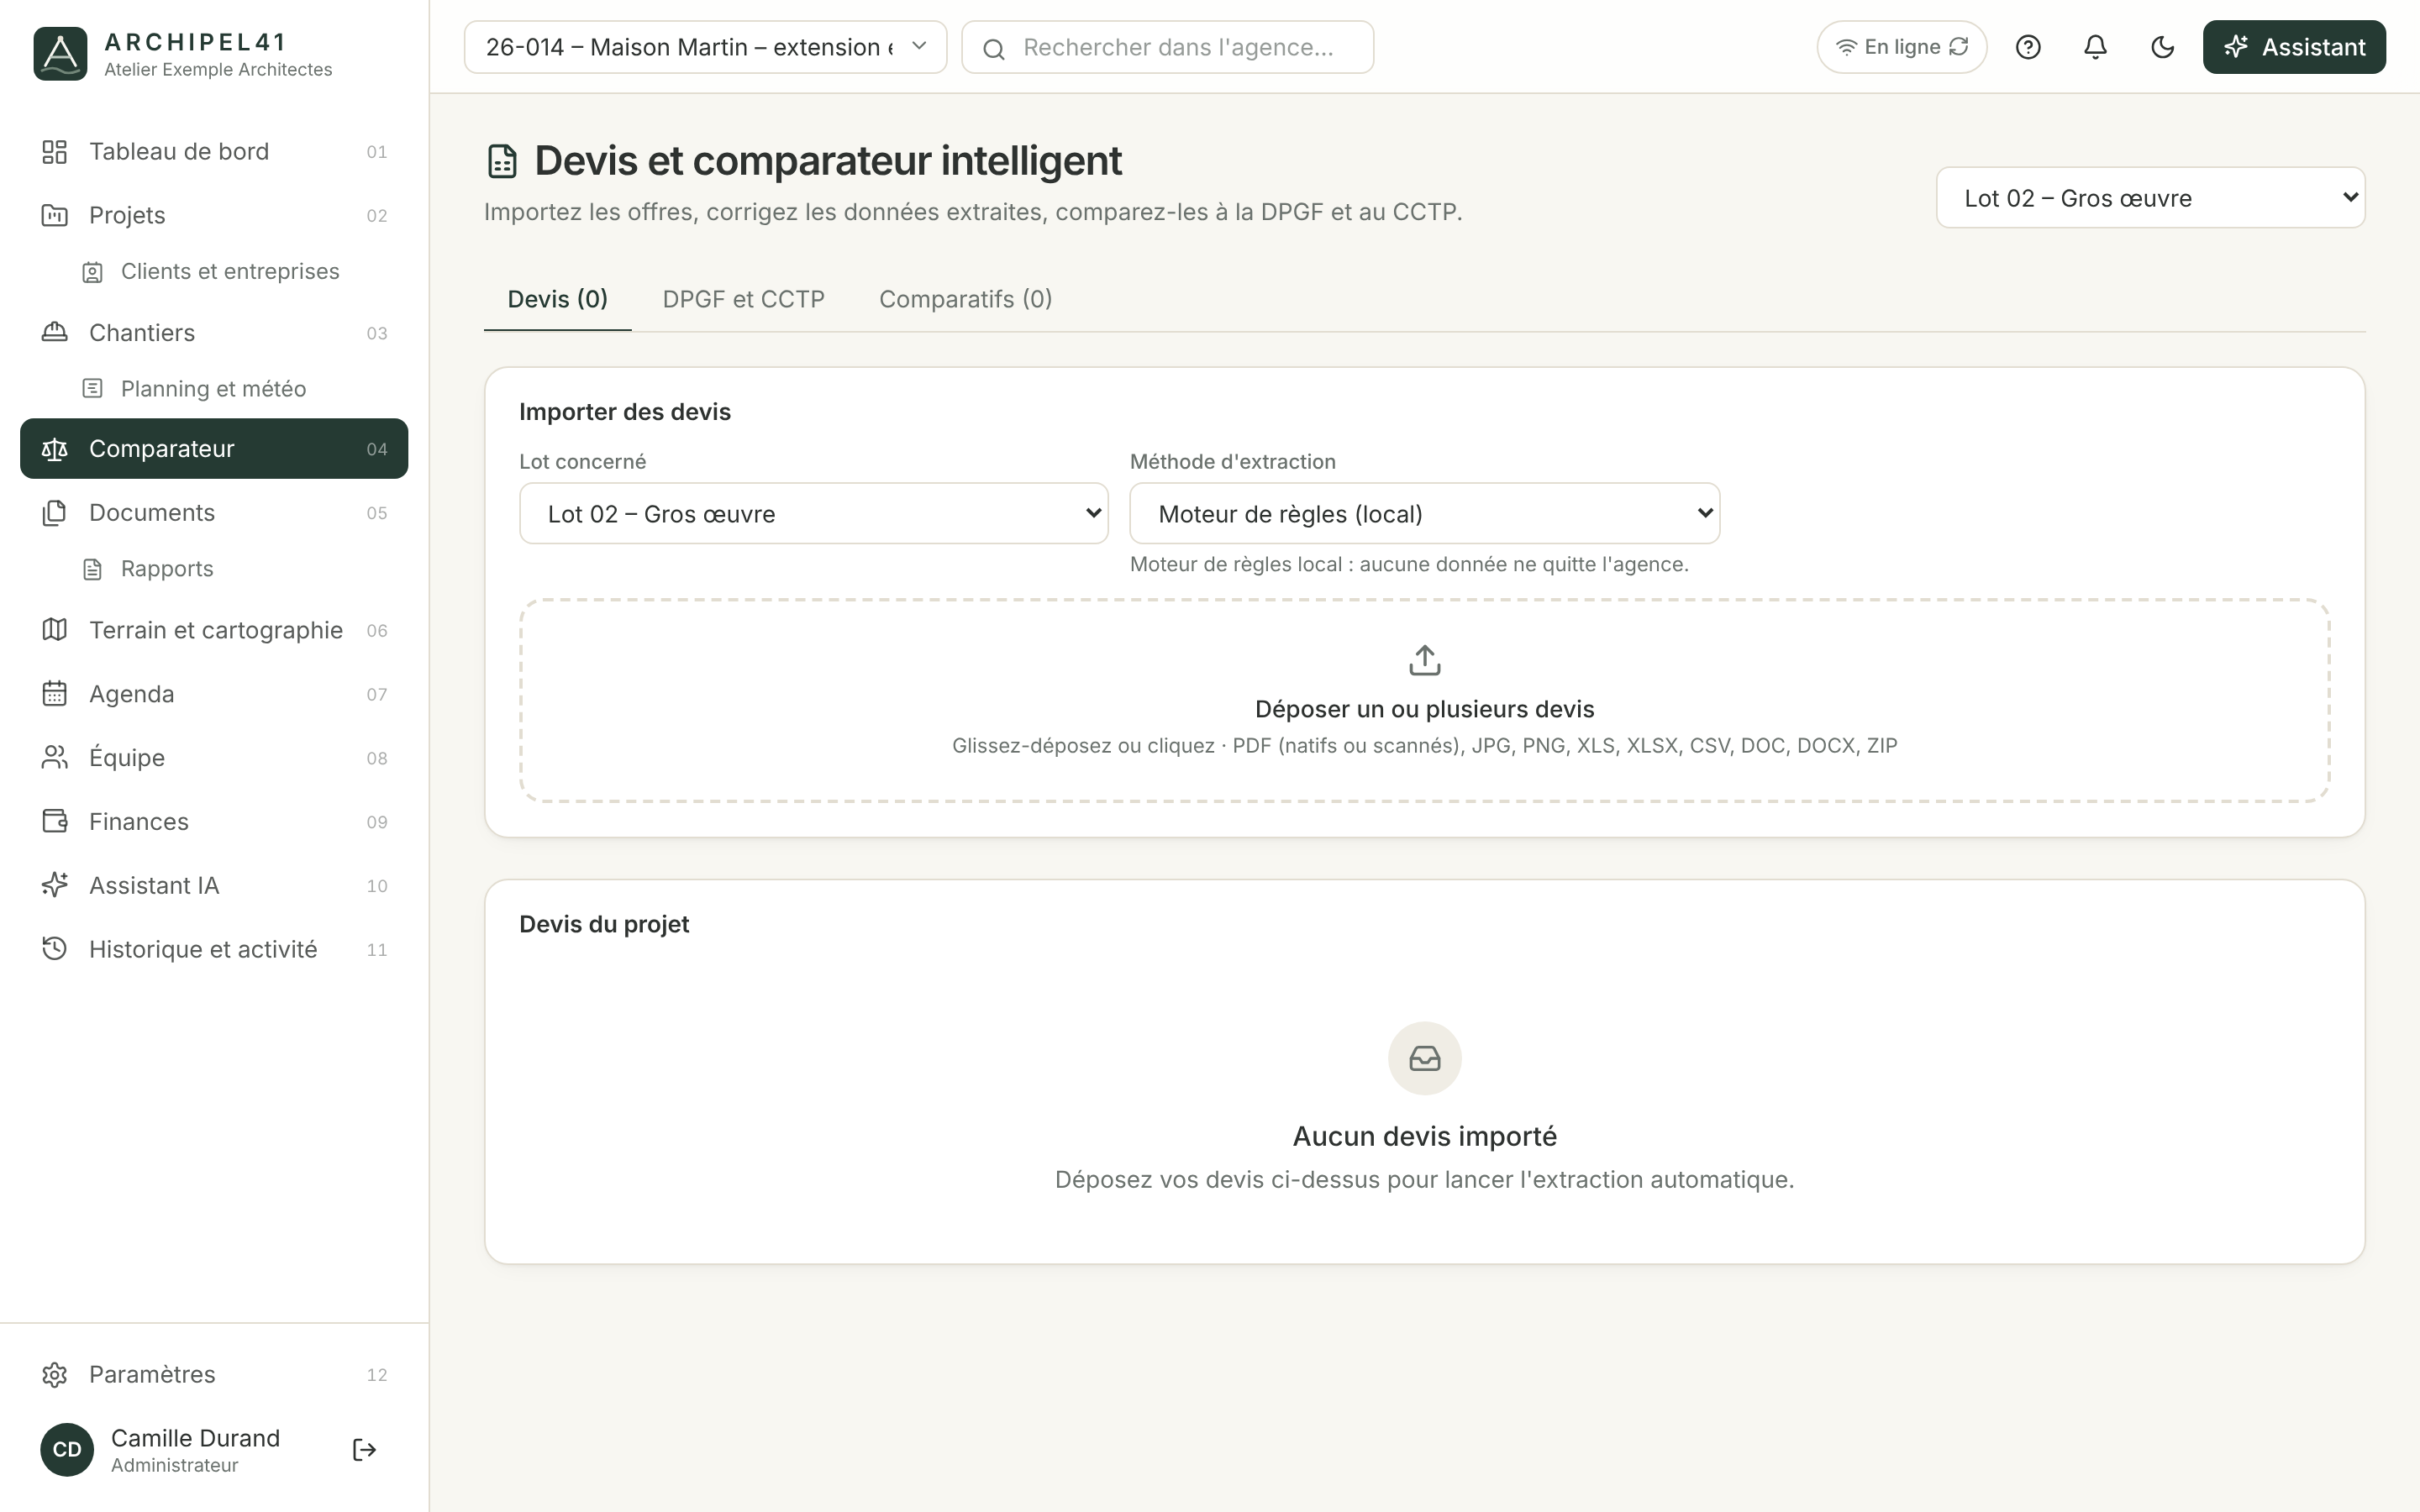 ARCHIPEL41
Atelier Exemple Architectes
Tableau de bord 01
Projets 02
Clients et entreprises
Chantiers 03
Planning et météo
Comparateur 04
Documents 05
Rapports
Terrain et cartographie 06
Agenda 07
Équipe 08
Finances 09
Assistant IA 10
Historique et activité 11
Paramètres 12
CD
Camille Durand
Administrateur
26-014 – Maison Martin – extension
Rechercher dans l'agence...
En ligne
Assistant
Devis et comparateur intelligent
Importez les offres, corrigez les données extraites, comparez-les à la DPGF et au CCTP.
Lot 02 – Gros œuvre
Devis (0) DPGF et CCTP Comparatifs (0)
Importer des devis
Lot concerné
Lot 02 – Gros œuvre
Méthode d'extraction
Moteur de règles (local)
Moteur de règles local : aucune donnée ne quitte l'agence.
Déposer un ou plusieurs devis
Glissez-déposez ou cliquez · PDF (natifs ou scannés), JPG, PNG, XLS, XLSX, CSV, DOC, DOCX, ZIP
Devis du projet
Aucun devis importé
Déposez vos devis ci-dessus pour lancer l'extraction automatique.